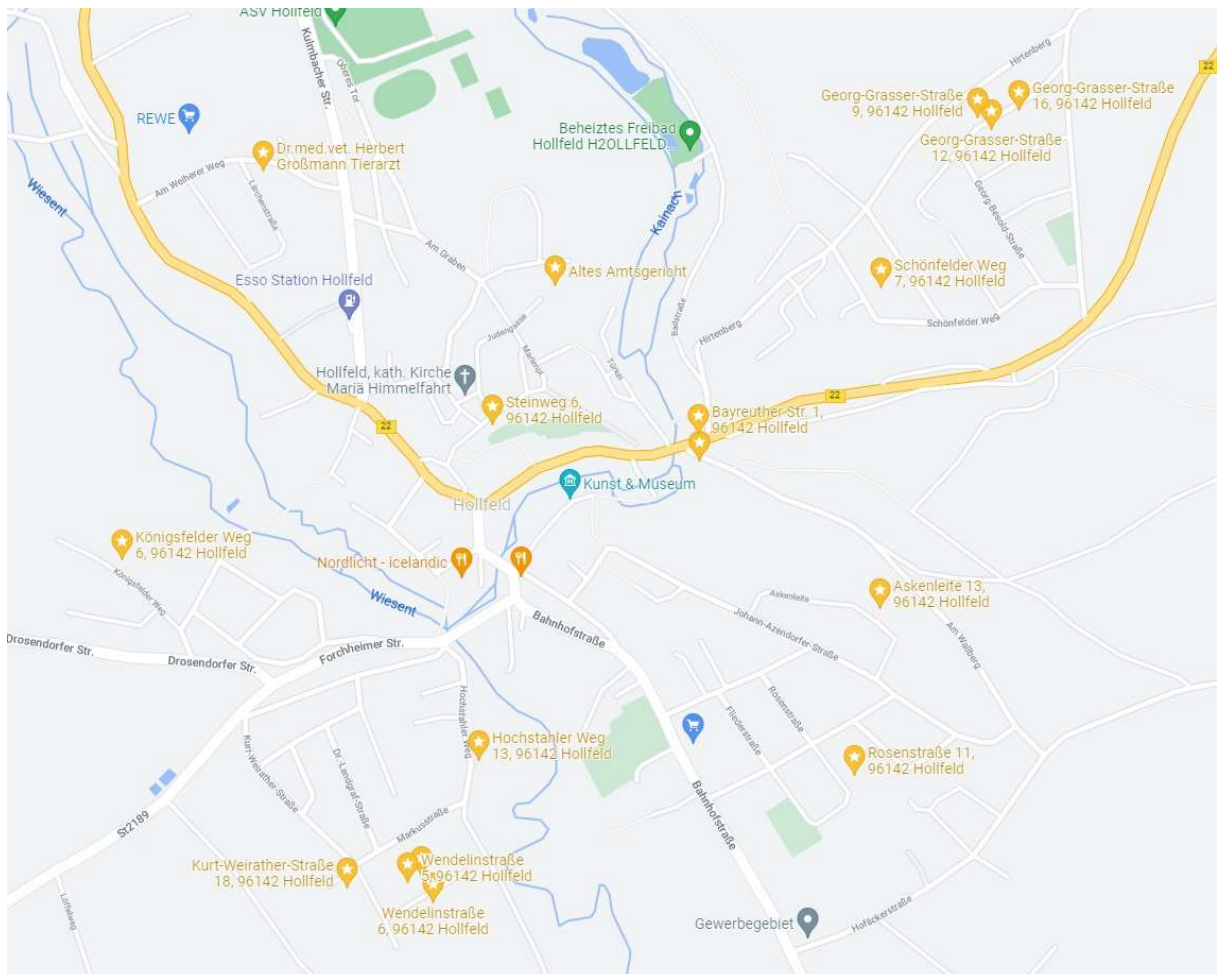 ASV Hollfeld
Kulmbacher Str.
Oberes Tor
REWE
Dr.med.vet. Herbert
Großmann Tierarzt
Am Weiherer Weg
Lärchenstraße
Wiesent
Beheiztes Freibad
Hollfeld H2OLLFELD...
Kainach
Hirtenberg
22
Georg-Grasser-Straße
9, 96142 Hollfeld
Georg-Grasser-Straße
16, 96142 Hollfeld
Georg-Grasser-Straße
12, 96142 Hollfeld
Georg-Besold-Straße
Am Graben
Altes Amtsgericht
Esso Station Hollfeld
Schönfelder Weg
7, 96142 Hollfeld
Schönfelder Weg
Badstraße
Hirtenberg
Judengasse
Marienpl.
Türkei
Hollfeld, kath. Kirche
Mariä Himmelfahrt
Steinweg 6,
96142 Hollfeld
22
22
Bayreuther Str. 1,
96142 Hollfeld
Kunst & Museum
Hollfeld
Königsfelder Weg
6, 96142 Hollfeld
Königsfelder Weg
Nordlicht - icelandic
Wiesent
Askenleite 13,
96142 Hollfeld
Askenleite
Am Wallberg
Johann-Azendorfer-Straße
Bahnhofstraße
Drosendorfer Str.
Drosendorfer Str.
Forchheimer Str.
Hochstahler Weg
Hochstahler Weg
13, 96142 Hollfeld
Rosenstraße
Fliederstraße
Rosenstraße 11,
96142 Hollfeld
Kurt-Weirather-Straße
Dr.-Landgraf-Straße
Markusstraße
Bahnhofstraße
St2189
Kurt-Weirather-Straße
18, 96142 Hollfeld
Wendelinstraße
5, 96142 Hollfeld
Wendelinstraße
6, 96142 Hollfeld
Löffelweg
Gewerbegebiet
Hofäckerstraße